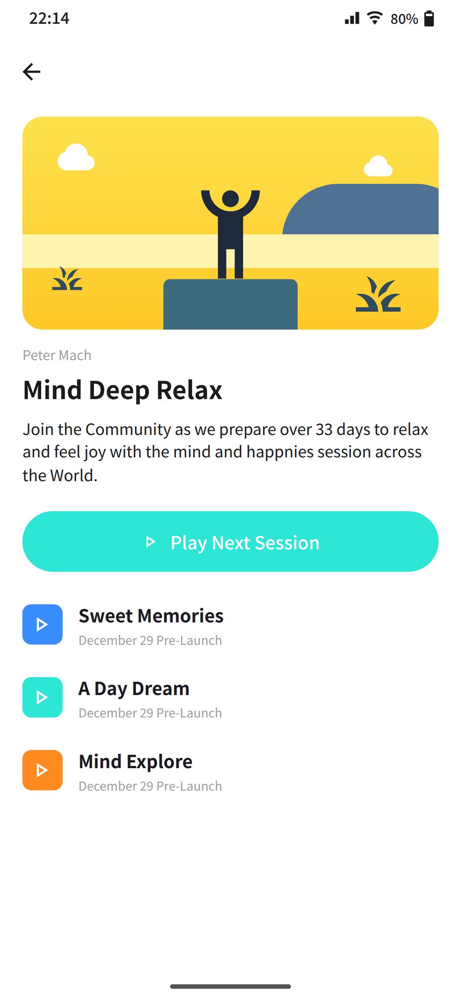 22:14
80%
Peter Mach
Mind Deep Relax
Join the Community as we prepare over 33 days to relax
and feel joy with the mind and happnies session across
the World.
Play Next Session
Sweet Memories
December 29 Pre-Launch
A Day Dream
December 29 Pre-Launch
Mind Explore
December 29 Pre-Launch